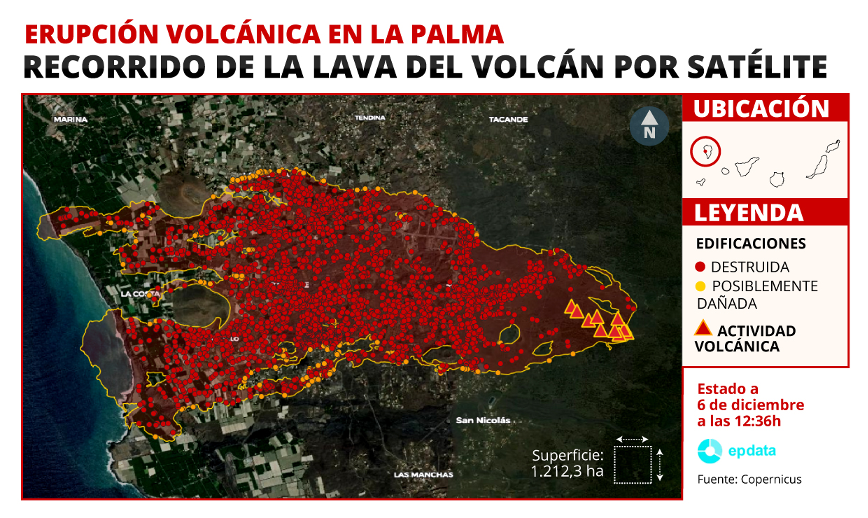 ERUPCIÓN VOLCÁNICA EN LA PALMA
RECORRIDO DE LA LAVA DEL VOLCÁN POR SATÉLITE
MARINA
TENDINA
TACANDE
N
LA COSTA
LO
San Nicolás
LAS MANCHAS
Superficie:
1.212,3 ha
UBICACIÓN
LEYENDA
EDIFICACIONES
DESTRUIDA
POSIBLEMENTE
DAÑADA
ACTIVIDAD
VOLCÁNICA
Estado a
6 de diciembre
a las 12:36h
epdata
Fuente: Copernicus